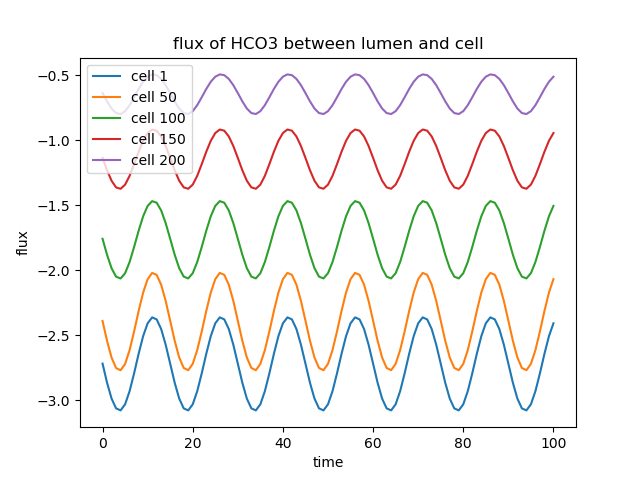 flux of HCO3 between lumen and cell
cell 1
cell 50
cell 100
cell 150
cell 200
flux
−0.5
−1.0
−1.5
−2.0
−2.5
−3.0
0 20 40 60 80 100
time